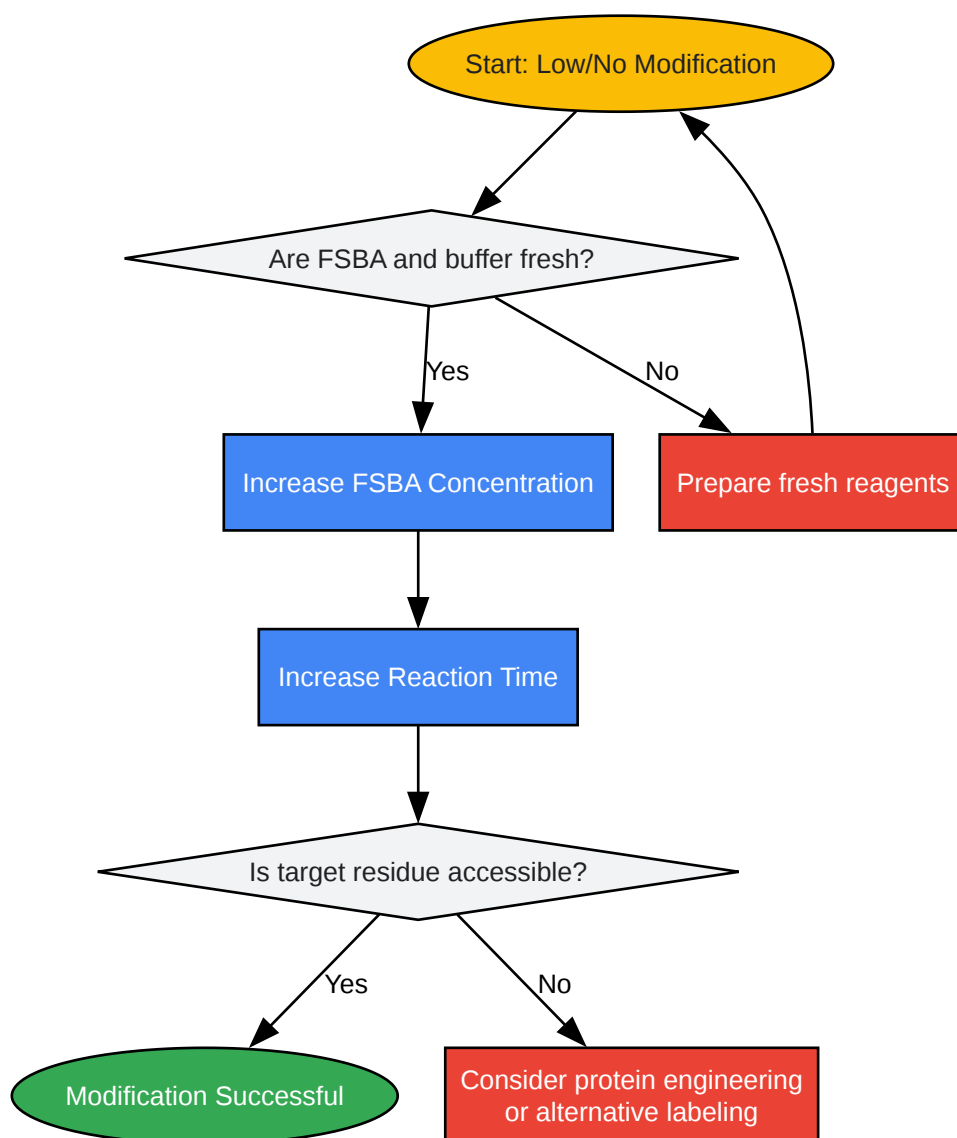 Start: Low/No Modification
Are FSBA and buffer fresh?
Yes
No
Increase FSBA Concentration
Prepare fresh reagents
Increase Reaction Time
Is target residue accessible?
Yes
No
Modification Successful
Consider protein engineering
or alternative labeling